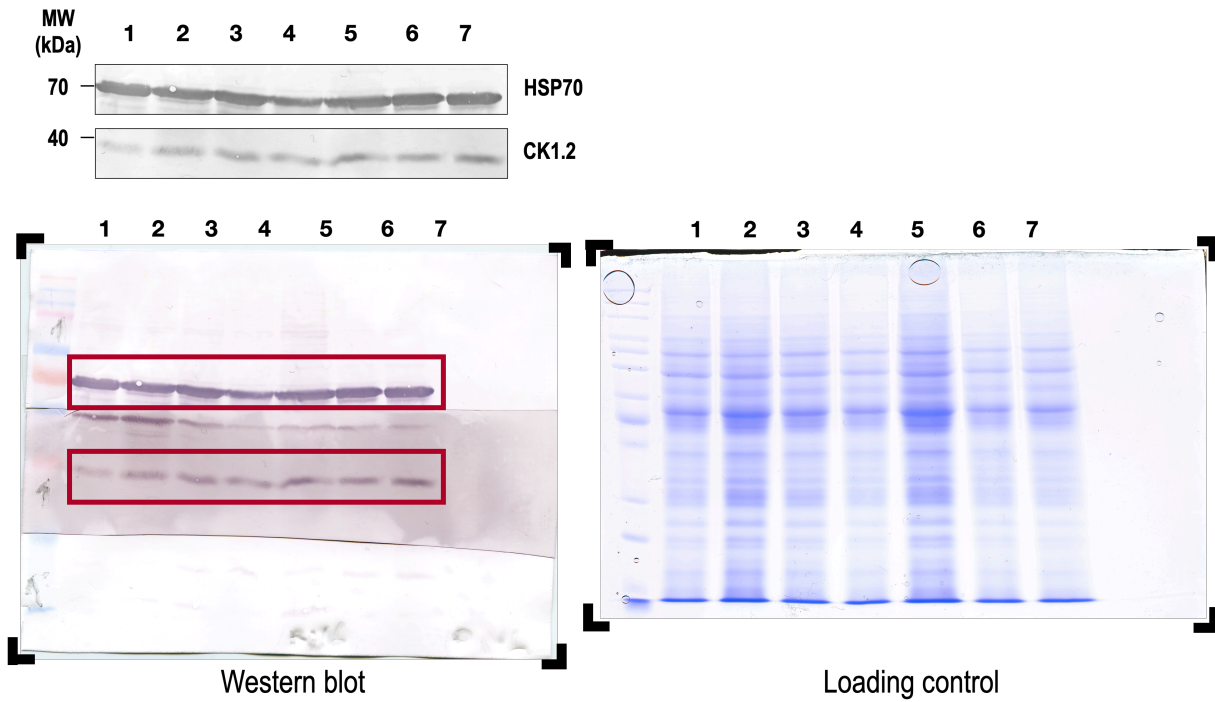 MW
(kDa)
1 2 3 4 5 6 7
70
HSP70
40
CK1.2
1 2 3 4 5 6 7
1 2 3 4 5 6 7
Western blot
Loading control